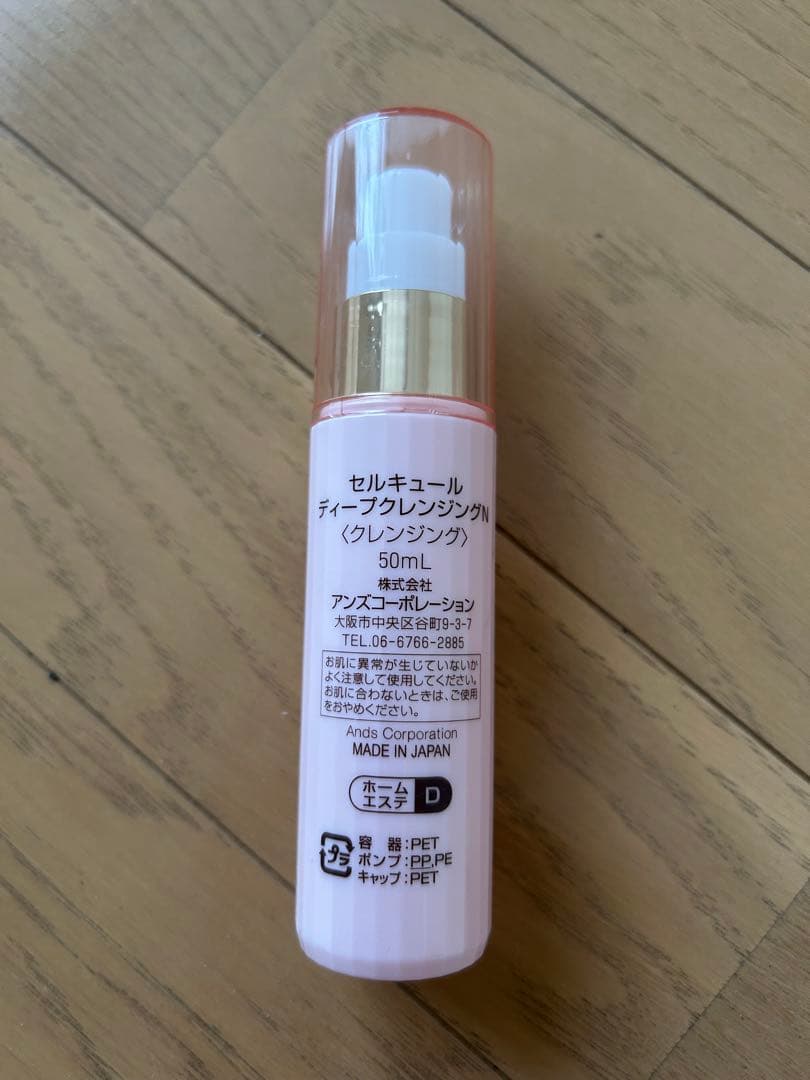 セルキュール
ディープクレンジングN
〈クレンジング〉
50mL
株式会社
アンズコーポレーション
大阪市中央区谷町9-3-7
TEL.06-6766-2885
お肌に異常が生じていないか
よく注意して使用してください。
お肌に合わないときは、ご使用
をおやめください。
Ands Corporation
MADE IN JAPAN
ホーム
エステ D
プラ
容 器:PET
ポンプ:PP,PE
キャップ:PET